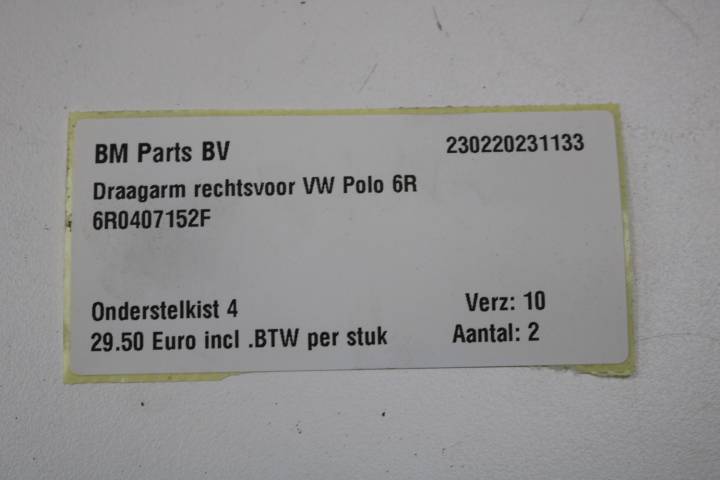 BM Parts BV 230220231133
Draagarm rechtsvoor VW Polo 6R
6R0407152F
Onderstelkist 4 Verz: 10
29.50 Euro incl .BTW per stuk Aantal: 2